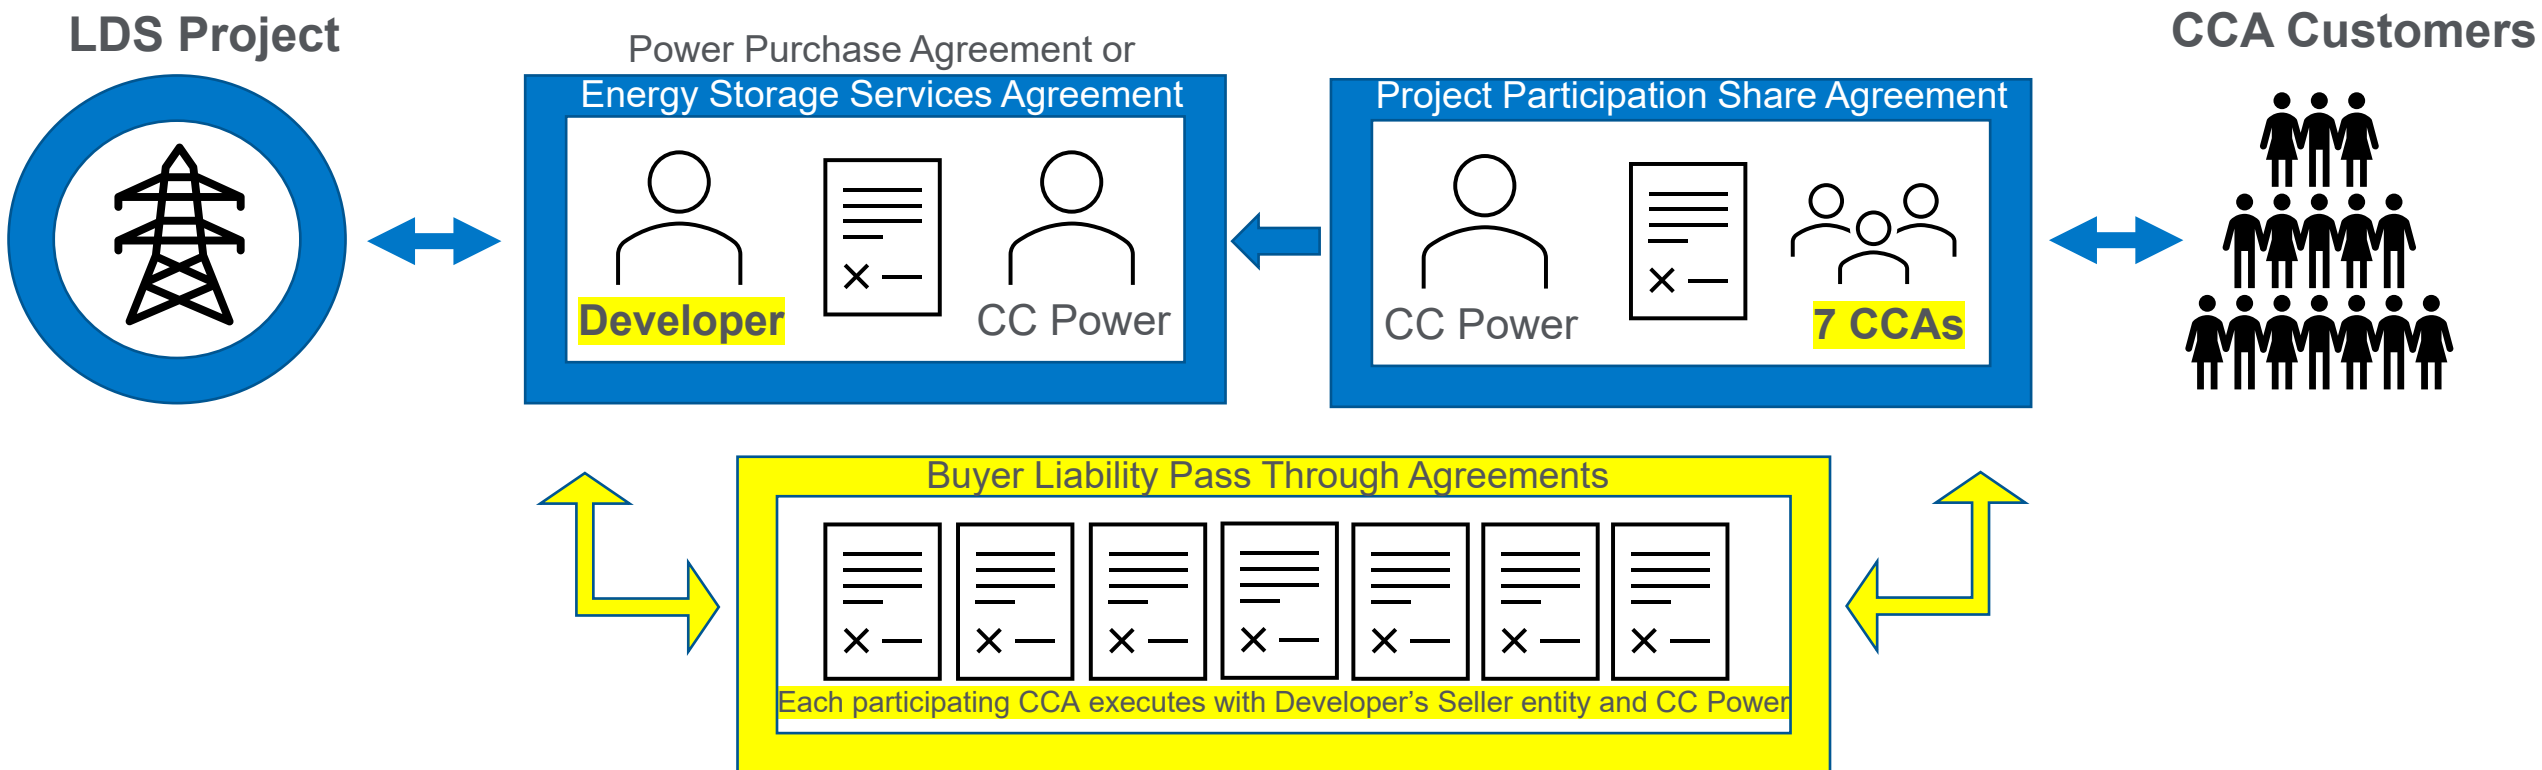 LDS Project
Power Purchase Agreement or
Energy Storage Services Agreement
Developer
CC Power
Project Participation Share Agreement
CC Power
7 CCAs
CCA Customers
Buyer Liability Pass Through Agreements
Each participating CCA executes with Developer’s Seller entity and CC Power